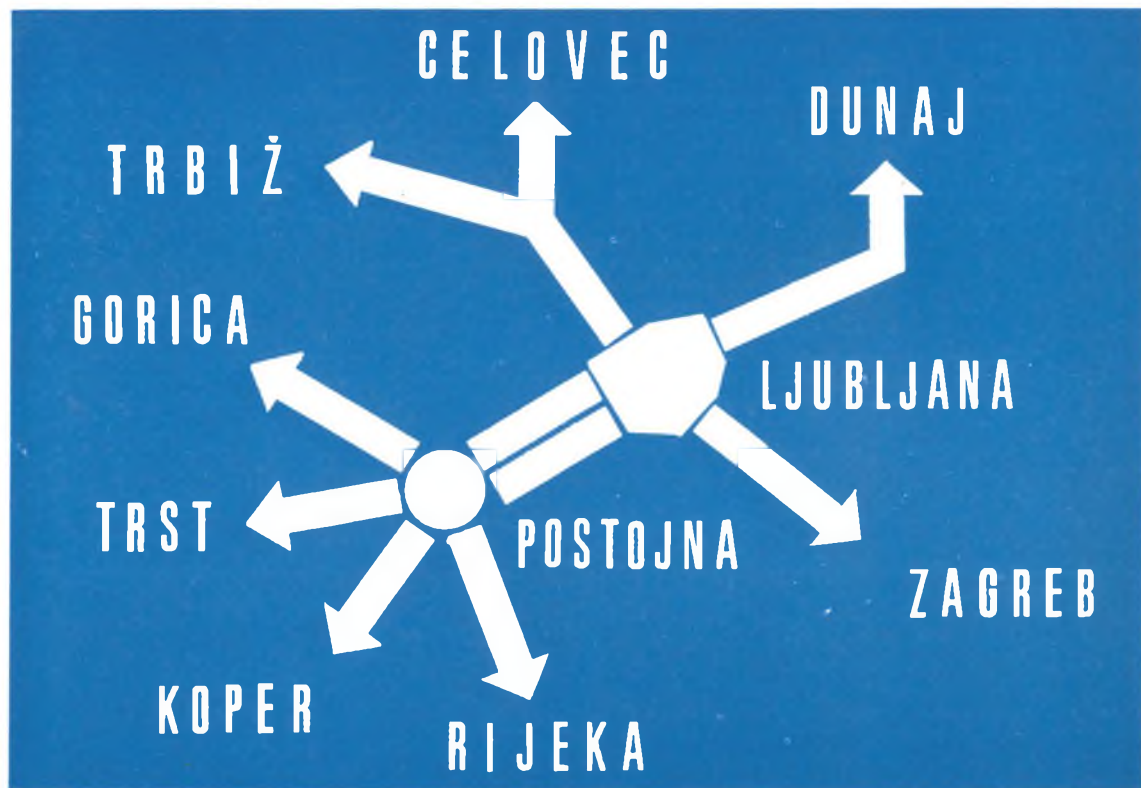 CELOVEC
DUNAJ
TRBIŽ
GORICA
LJUBLJANA
TRST
POSTOJNA
ZAGREB
KOPER
RIJEKA